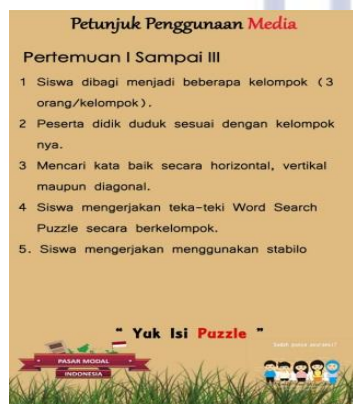 Petunjuk Penggunaan Media
Pertemuan I Sampai III
1 Siswa dibagi menjadi beberapa kelompok (3
orang/kelompok).
2 Peserta didik duduk sesuai dengan kelompok
nya.
3 Mencari kata baik secara horizontal, vertikal
maupun diagonal.
4 Siswa mengerjakan teka-teki Word Search
Puzzle secara berkelompok.
5. Siswa mengerjakan menggunakan stabilo
" Yuk Isi Puzzle "
PASAR MODAL
INDONESIA